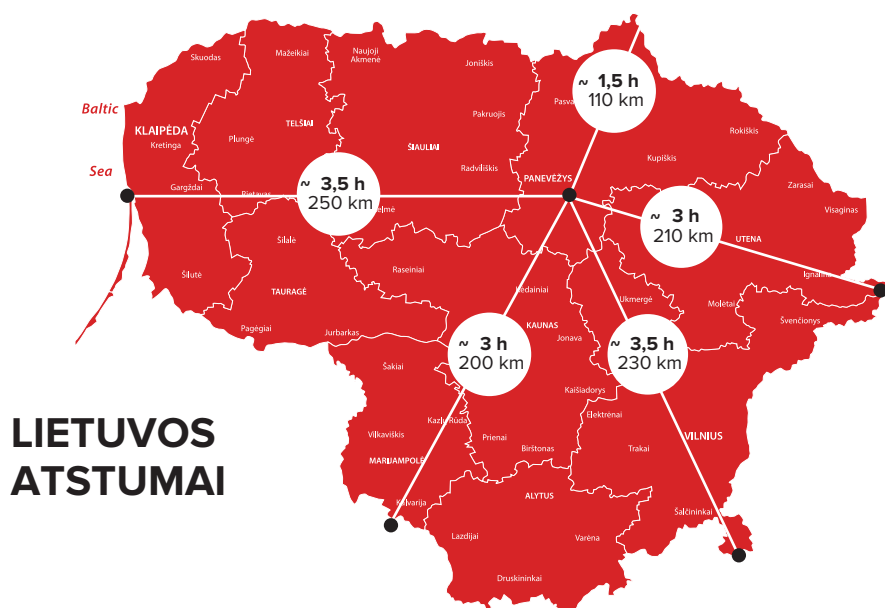 Skuodas
Mažeikiai
Naujoji
Akmenė
Joniškis
~ 1,5 h
110 km
Baltic
Sea
KLAIPĖDA
Kretinga
TELŠIAI
Plungė
Pakruojis
ŠIAULIAI
Radviliškis
PANEVĖŽYS
Kupiškis
Rokiškis
Zarasai
Visaginas
Gargždai
Rietavas
~ 3,5 h
250 km
~ 3 h
210 km
UTENA
Šilalė
Šilutė
TAURAGĖ
Raseiniai
Ukmergė
Molėtai
Švenčionys
Pagėgiai
Jurbarkas
KAUNAS
Jonava
~ 3 h
200 km
~ 3,5 h
230 km
Šakiai
Kaišiadorys
Elektrėnai
Kazlų Rūda
Vilkaviškis
Prienai
Birštonas
Trakai
VILNIUS
MARIJAMPOLĖ
Kalvarija
ALYTUS
Šalčininkai
Lazdijai
Varėna
Druskininkai
LIETUVOS
ATSTUMAI